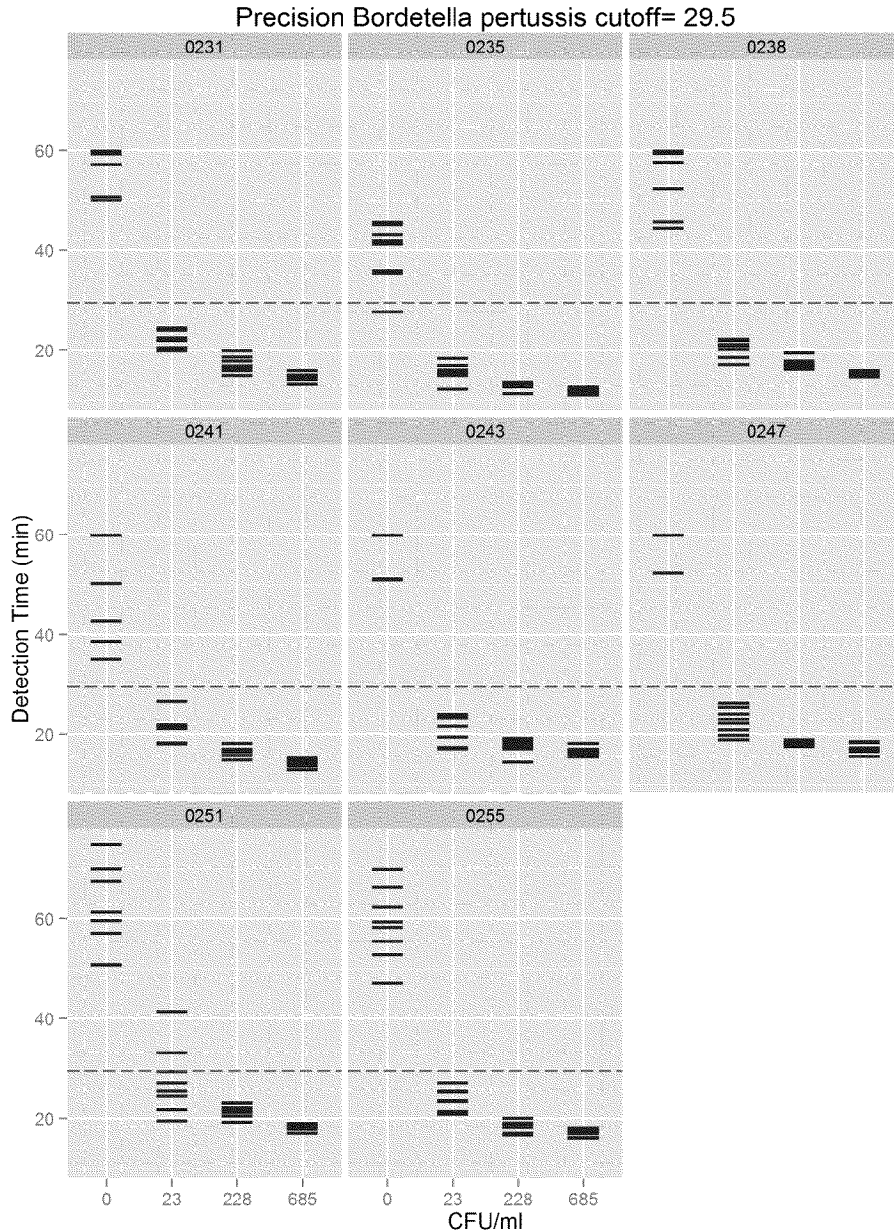 Precision Bordetella pertussis cutoff= 29.5
0231 0235 0238
60
40
20
0241 0243 0247
60
40
20
0251 0255
60
40
20
0 23 228 685 0 23 228 685
Detection Time (min)
CFU/ml